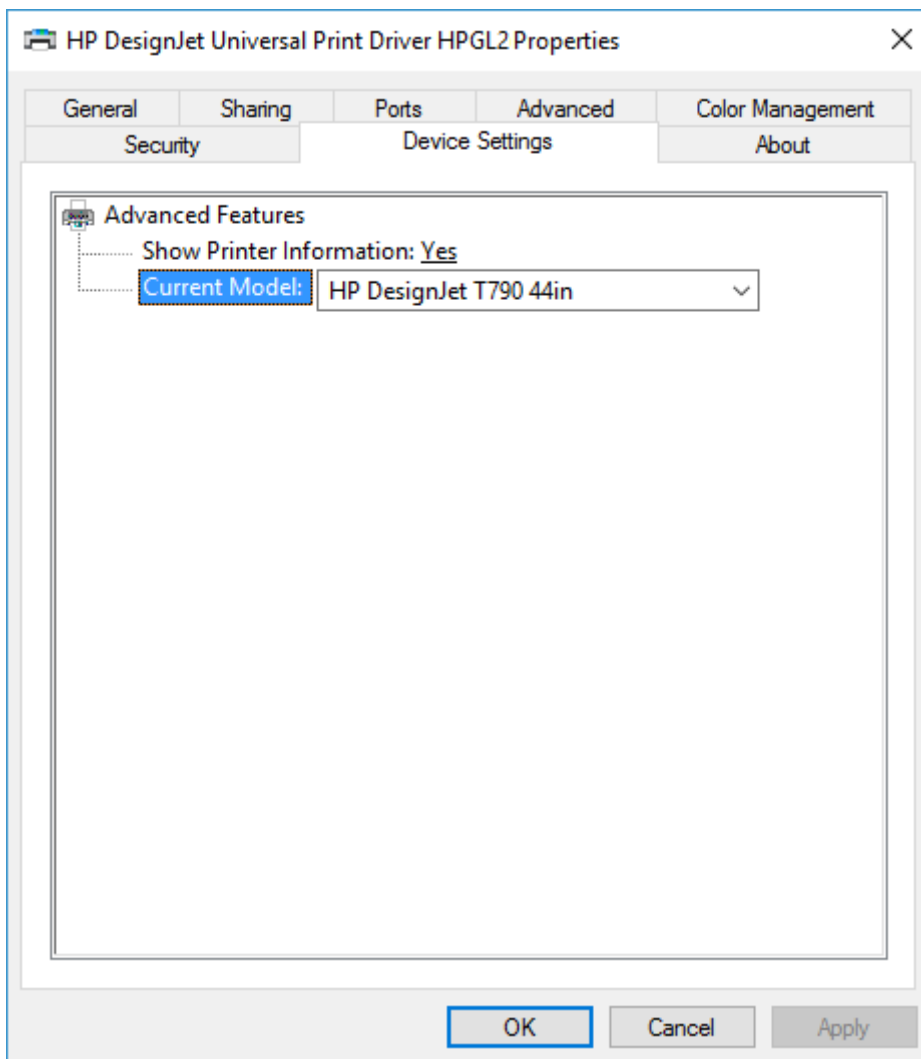 HP DesignJet Universal Print Driver HPGL2 Properties
General Sharing Ports Advanced Color Management
Security Device Settings About
Advanced Features
Show Printer Information: Yes
Current Model: HP DesignJet T790 44in
OK Cancel Apply